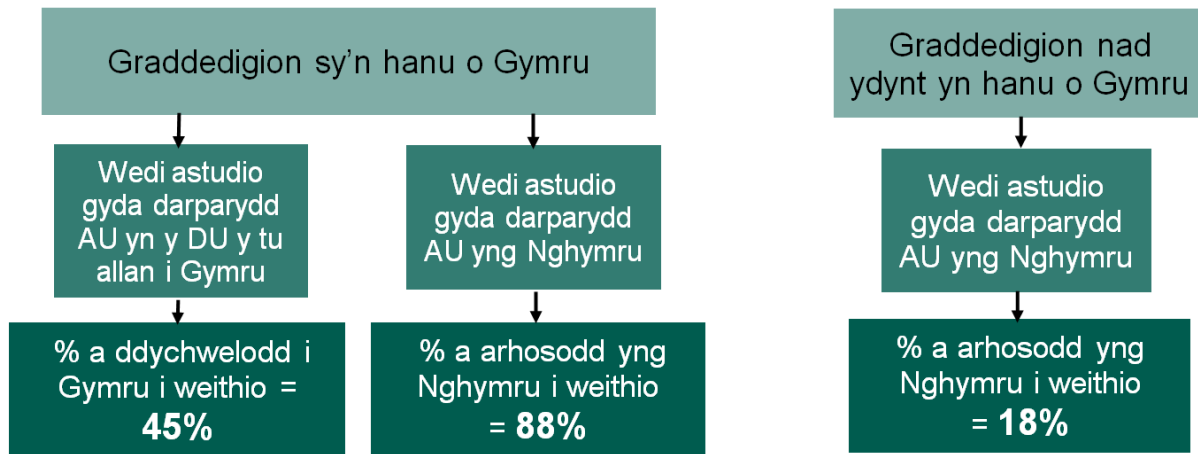 Graddedigion sy'n hanu o Gymru
Wedi astudio
gyda darparydd
AU yn y DU y tu
allan i Gymru
% a ddychwelodd i
Gymru i weithio =
45%
Wedi astudio
gyda darparydd
AU yng Nghymru
% a arhosodd yng
Nghymru i weithio
= 88%
Graddedigion nad
ydynt yn hanu o Gymru
Wedi astudio
gyda darparydd
AU yng Nghymru
% a arhosodd yng
Nghymru i weithio
= 18%